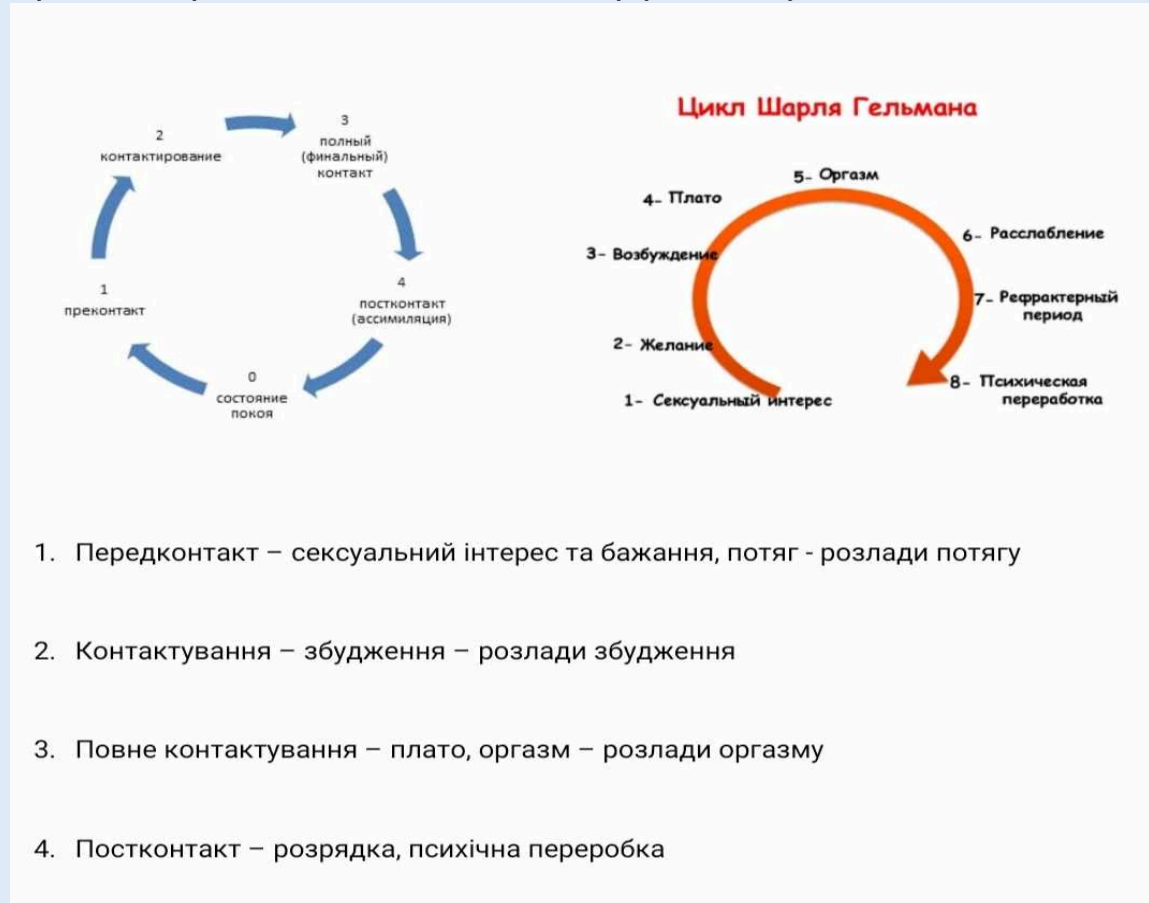 2
контактирование
3
полный
(финальный)
контакт
1
преконтакт
4
постконтакт
(ассимиляция)
0
состояние
покоя
Цикл Шарля Гельмана
5- Оргазм
4- Плато
3- Возбуждение
6- Расслабление
7- Рефрактерный
период
2- Желание
1- Сексуальный интерес
8- Психическая
переработка
1. Передконтакт – сексуальний інтерес та бажання, потяг - розлади потягу
2. Контактування – збудження – розлади збудження
3. Повне контактування – плато, оргазм – розлади оргазму
4. Постконтакт – розрядка, психічна переробка